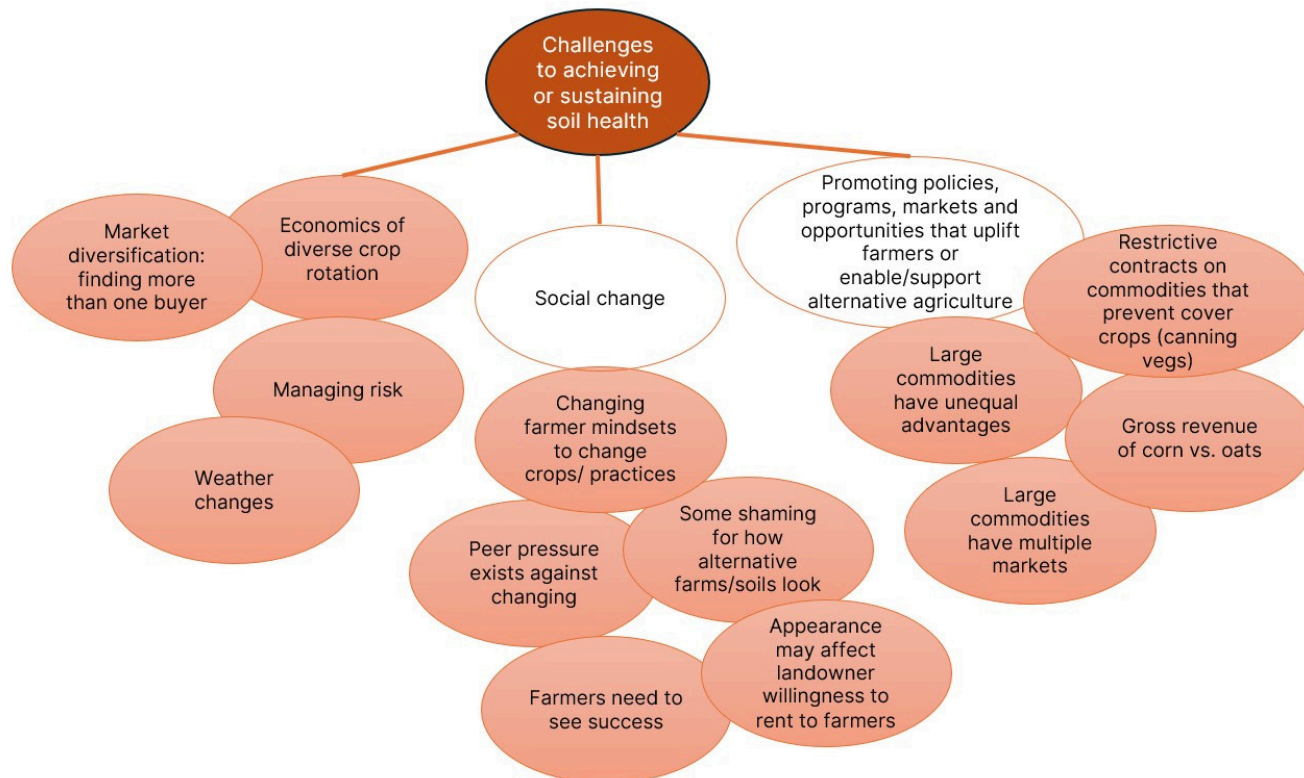 Challenges
to achieving
or sustaining
soil health
Market
diversification:
finding more
than one buyer
Economics of
diverse crop
rotation
Managing risk
Weather
changes
Social change
Changing
farmer mindsets
to change
crops/ practices
Peer pressure
exists against
changing
Some shaming
for how
alternative
farms/soils look
Farmers need to
see success
Appearance
may affect
landowner
willingness to
rent to farmers
Promoting policies,
programs, markets and
opportunities that uplift
farmers or
enable/support
alternative agriculture
Restrictive
contracts on
commodities that
prevent cover
crops (canning
vegs)
Large
commodities
have unequal
advantages
Gross revenue
of corn vs. oats
Large
commodities
have multiple
markets